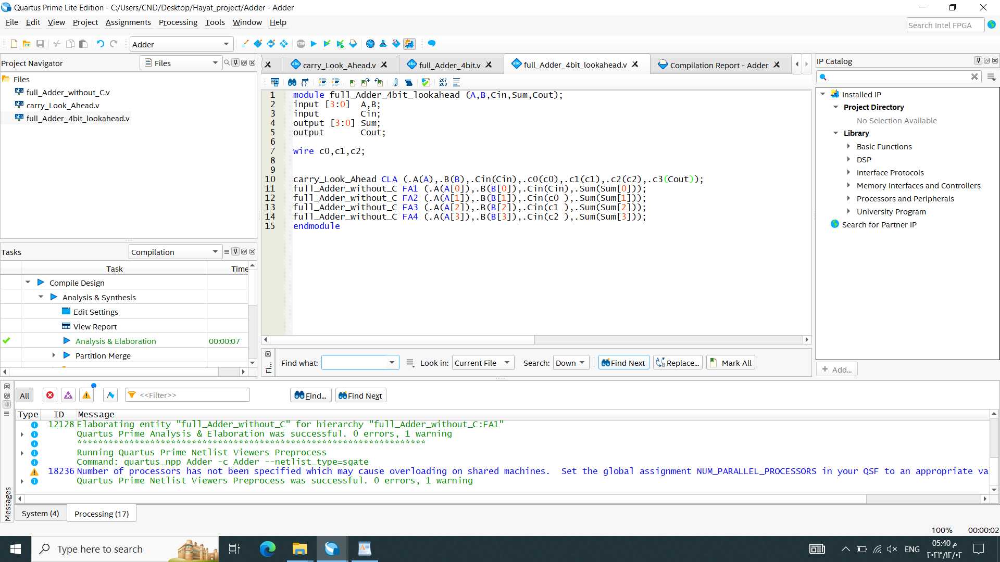 Quartus Prime Lite Edition - C:/Users/CND/Desktop/Hayat_project/Adder - Adder
File Edit View Project Assignments Processing Tools Window Help
Search Intel FPGA
Adder
Project Navigator
Files
Files
full_Adder_without_C.v
carry_Look_Ahead.v
full_Adder_4bit_lookahead.v
Tasks
Compilation
Task Time
Compile Design
Analysis & Synthesis
Edit Settings
View Report
Analysis & Elaboration 00:00:07
Partition Merge
carry_Look_Ahead.v
full_Adder_4bit.v
full_Adder_4bit_lookahead.v
Compilation Report - Adder
267
268
1 module full_Adder_4bit_lookahead (A,B,Cin,Sum,Cout);
2 input [3:0]  A,B;
3 input        Cin;
4 output [3:0] Sum;
5 output       Cout;
6
7 wire c0,c1,c2;
8
9
10 carry_Look_Ahead CLA (.A(A),.B(B),.Cin(Cin),.c0(c0),.c1(c1),.c2(c2),.c3(Cout));
11 full_Adder_without_C FA1 (.A(A[0]),.B(B[0]),.Cin(Cin),.Sum(Sum[0]));
12 full_Adder_without_C FA2 (.A(A[1]),.B(B[1]),.Cin(c0 ),.Sum(Sum[1]));
13 full_Adder_without_C FA3 (.A(A[2]),.B(B[2]),.Cin(c1 ),.Sum(Sum[2]));
14 full_Adder_without_C FA4 (.A(A[3]),.B(B[3]),.Cin(c2 ),.Sum(Sum[3]));
15 endmodule
Fi...
Find what: Look in: Current File Search: Down Find Next Replace... Mark All
IP Catalog
Installed IP
Project Directory
No Selection Available
Library
Basic Functions
DSP
Interface Protocols
Memory Interfaces and Controllers
Processors and Peripherals
University Program
Search for Partner IP
+ Add...
All <<Filter>> Find... Find Next
Type ID Message
12128 Elaborating entity "full_Adder_without_C" for hierarchy "full_Adder_without_C:FA1"
Quartus Prime Analysis & Elaboration was successful. 0 errors, 1 warning
*******************************************************************
Running Quartus Prime Netlist Viewers Preprocess
Command: quartus_npp Adder -c Adder --netlist_type=sgate
18236 Number of processors has not been specified which may cause overloading on shared machines.  Set the global assignment NUM_PARALLEL_PROCESSORS in your QSF to an appropriate va
Quartus Prime Netlist Viewers Preprocess was successful. 0 errors, 1 warning
Messages
System (4) Processing (17)
100% 00:00:02
Type here to search
ENG
05:40 م
٢٠٢٣/١٢/٠٢